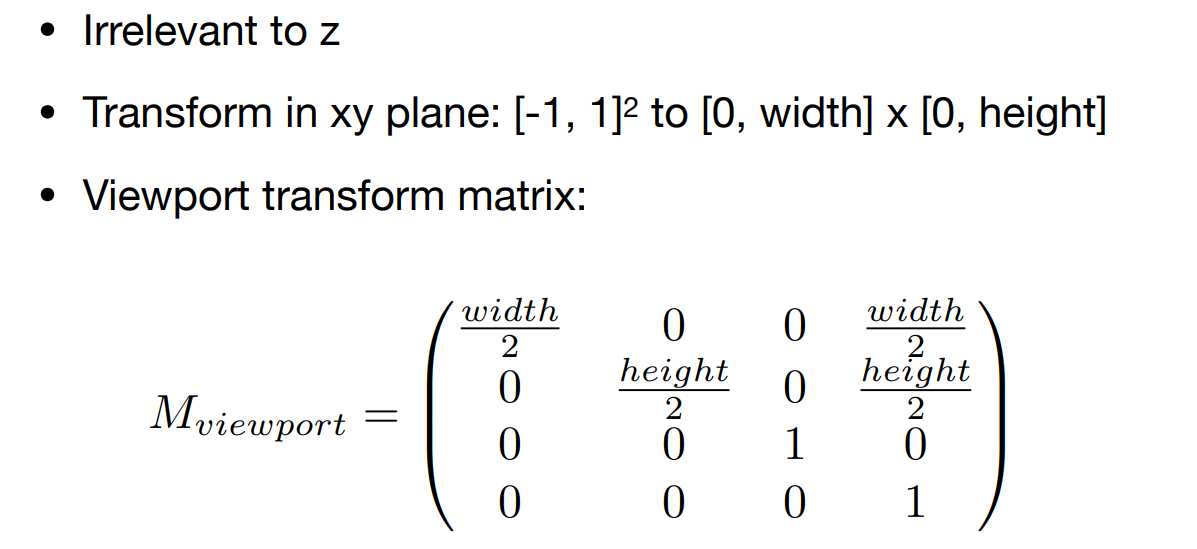 • Irrelevant to z
• Transform in xy plane: [-1, 1]² to [0, width] x [0, height]
• Viewport transform matrix:
$M_{viewport} = \begin{pmatrix} \frac{width}{2} & 0 & 0 & \frac{width}{2} \\ 0 & \frac{height}{2} & 0 & \frac{height}{2} \\ 0 & 0 & 1 & 0 \\ 0 & 0 & 0 & 1 \end{pmatrix}$